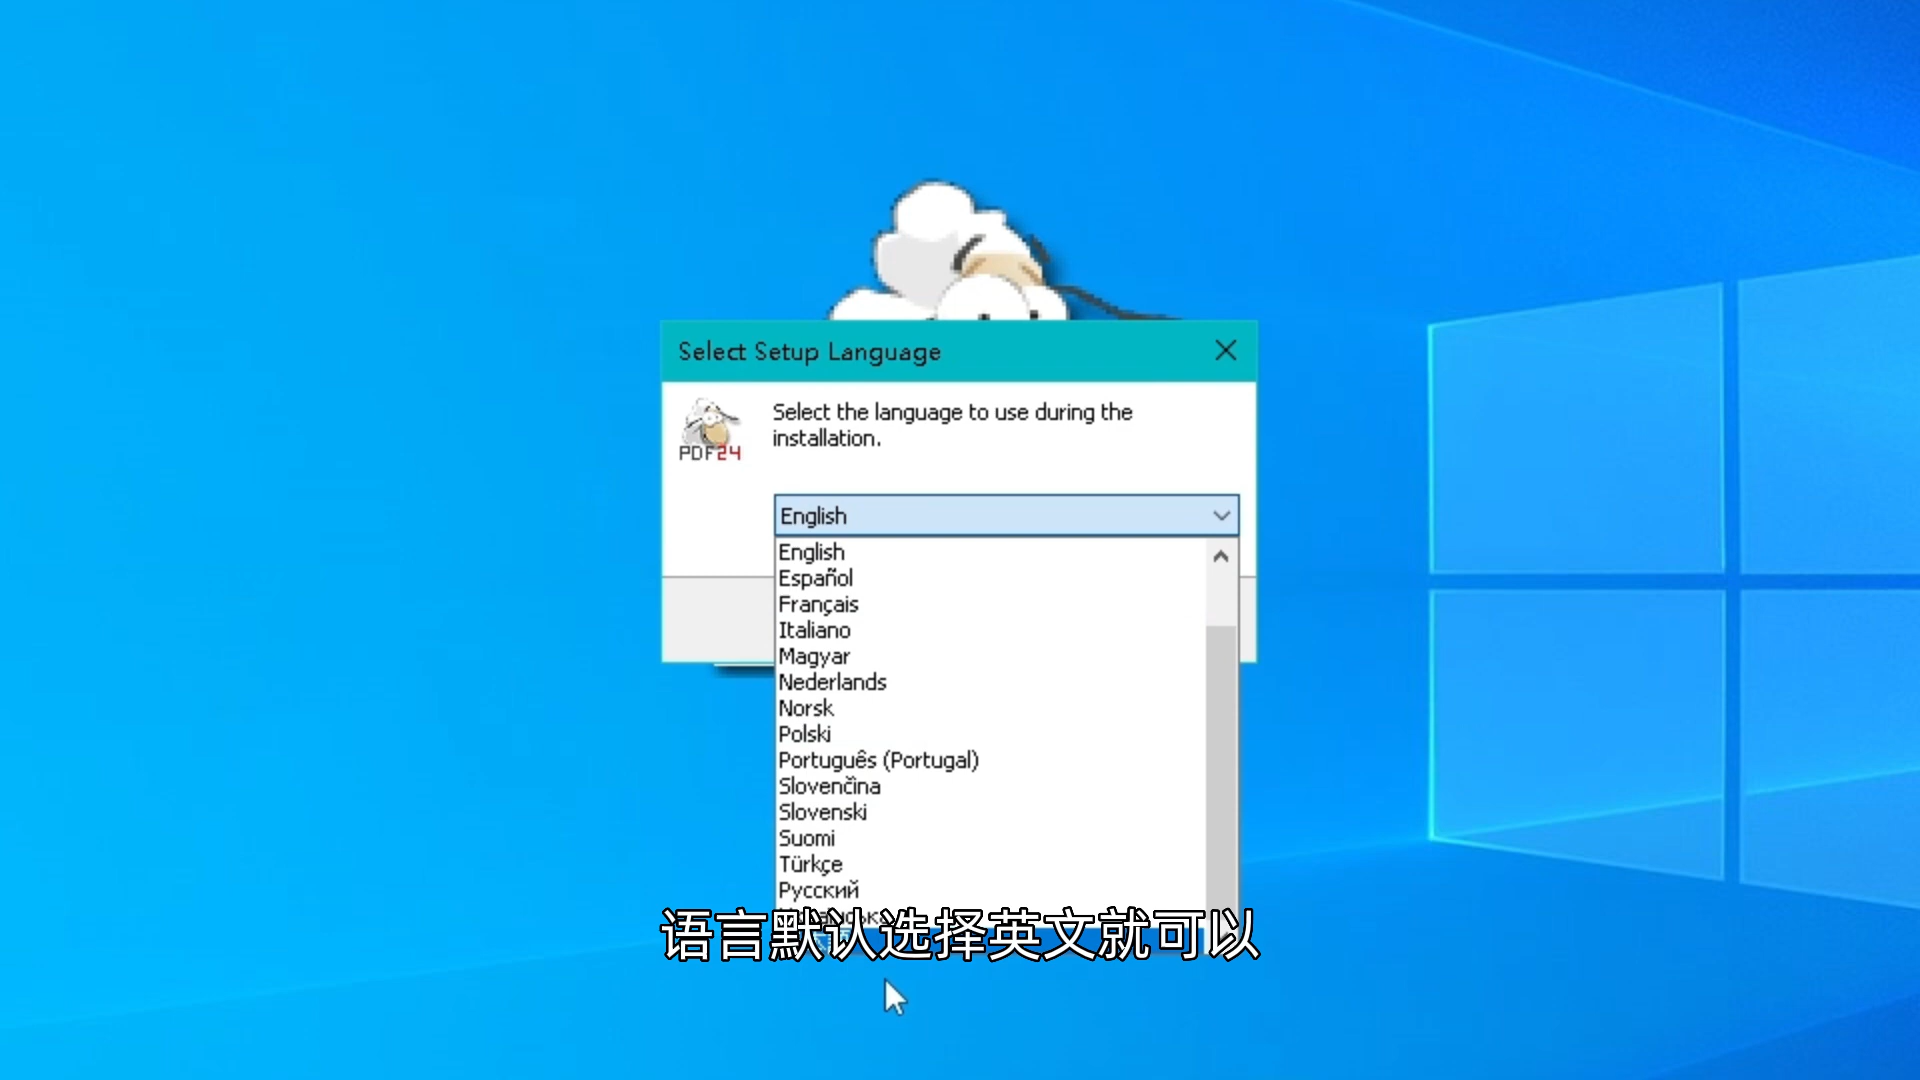 Select Setup Language
PDF24
Select the language to use during the
installation.
English
English
Español
Français
Italiano
Magyar
Nederlands
Norsk
Polski
Português (Portugal)
Slovenčina
Slovenski
Suomi
Türkçe
Русский
语言默认选择英文就可以